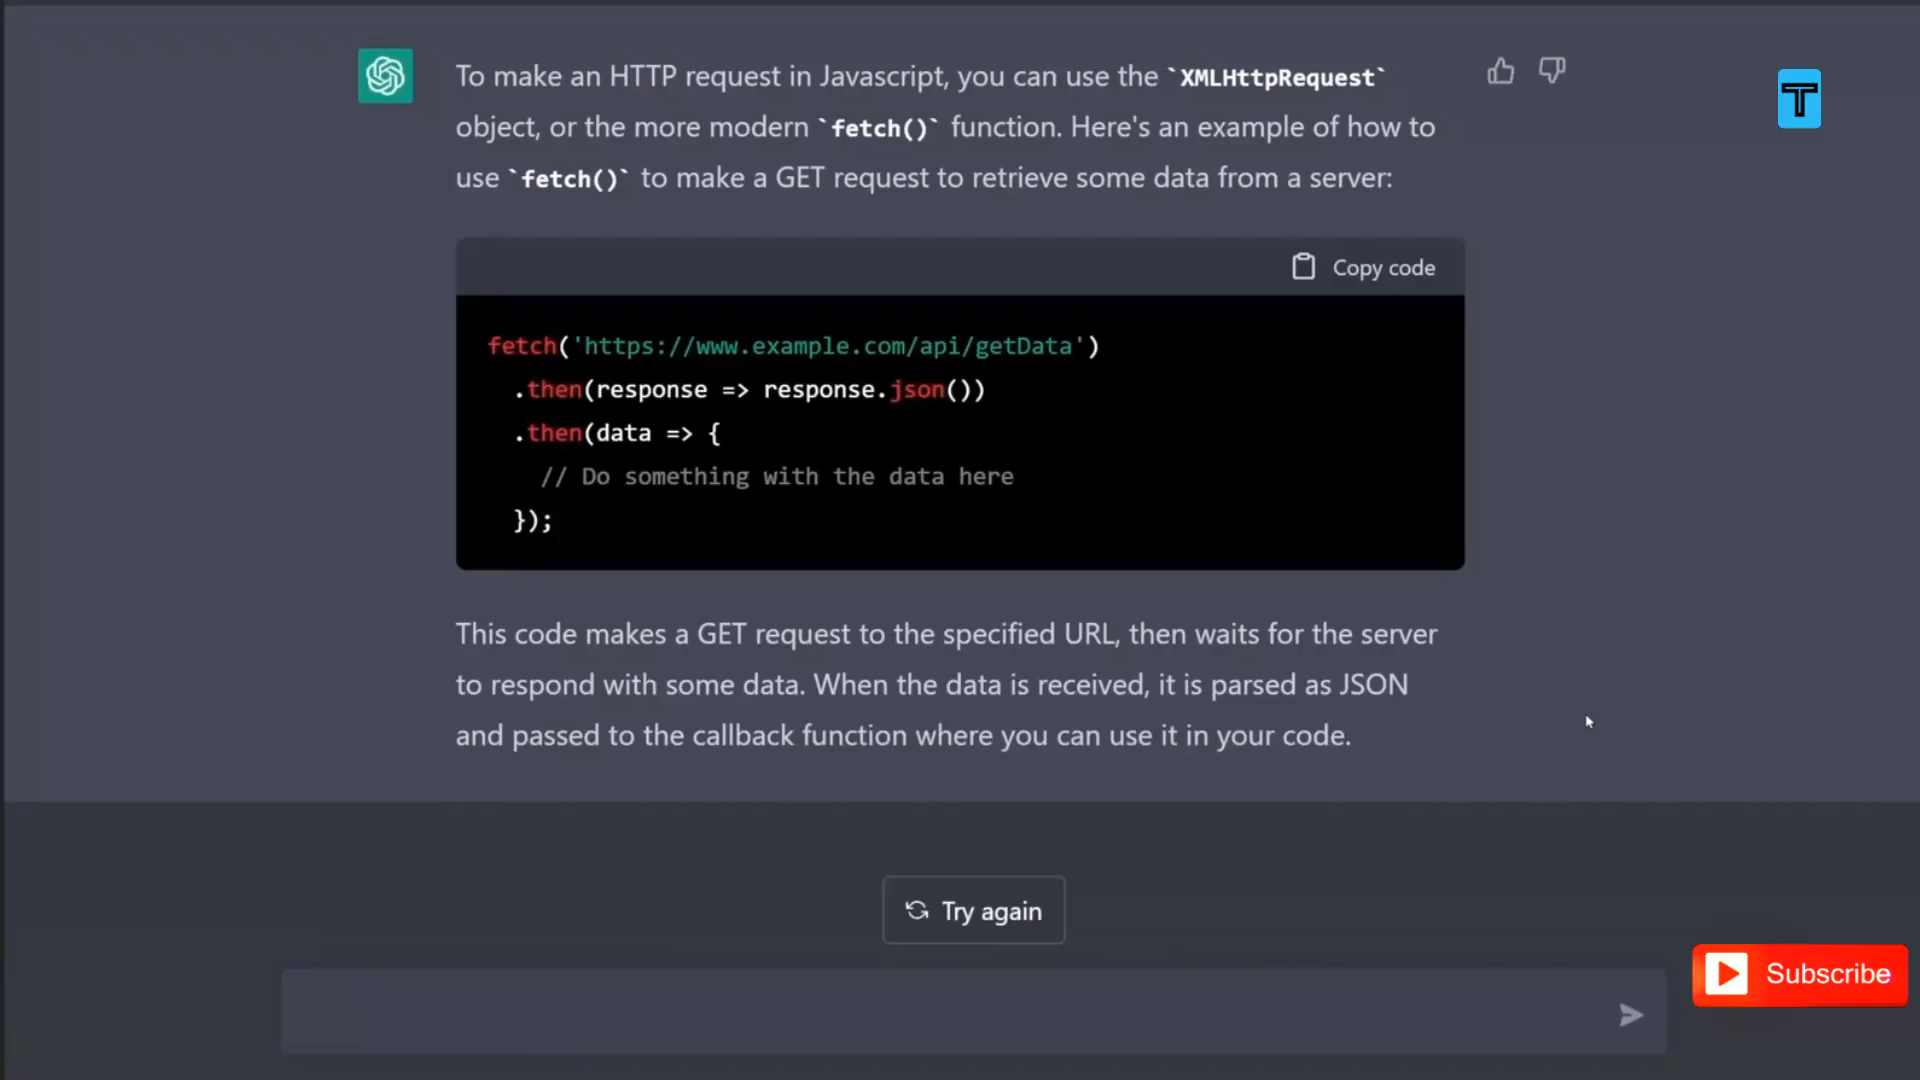 To make an HTTP request in Javascript, you can use the `XMLHttpRequest`
object, or the more modern `fetch()` function. Here's an example of how to
use `fetch()` to make a GET request to retrieve some data from a server:
T
Copy code
fetch('https://www.example.com/api/getData')
  .then(response => response.json())
  .then(data => {
    // Do something with the data here
  });
This code makes a GET request to the specified URL, then waits for the server
to respond with some data. When the data is received, it is parsed as JSON
and passed to the callback function where you can use it in your code.
Try again
Subscribe